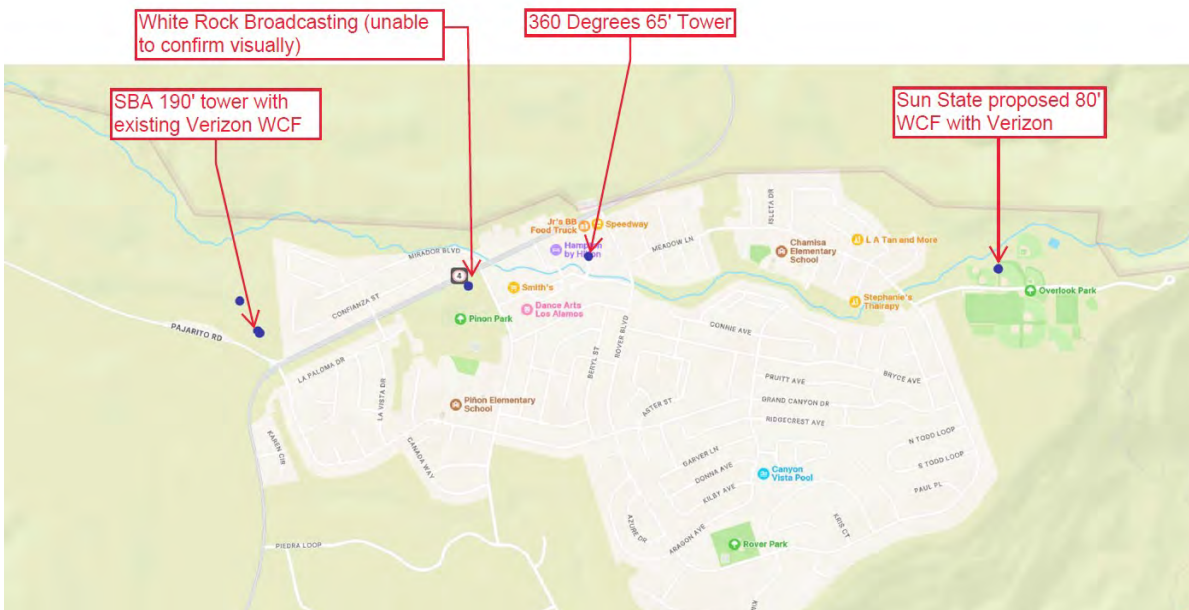 White Rock Broadcasting (unable
to confirm visually)
360 Degrees 65' Tower
SBA 190' tower with
existing Verizon WCF
Sun State proposed 80'
WCF with Verizon
ISLETA DR
Jr's BB
Food Truck
Speedway
MEADOW LN
L A Tan and More
Chamisa
Elementary
School
MIRADOR BLVD
Hampton
by Hilton
4
CONFIANZA ST
Smith's
Overlook Park
Stephanie's
Thairapy
Dance Arts
Los Alamos
Pinon Park
PAJARITO RD
ROVER BLVD
CONNIE AVE
LA PALOMA DR
BERYL ST
BRYCE AVE
PRUITT AVE
LA VISTA DR
GRAND CANYON DR
Piñon Elementary
School
ASTER ST
RIDGECREST AVE
KAREN CIR
CANADA WAY
N TODD LOOP
GARVER LN
S TODD LOOP
DONNA AVE
Canyon
Vista Pool
KILBY AVE
PAUL PL
AZURE DR
KRIS CT
ARAGON AVE
PIEDRA LOOP
Rover Park